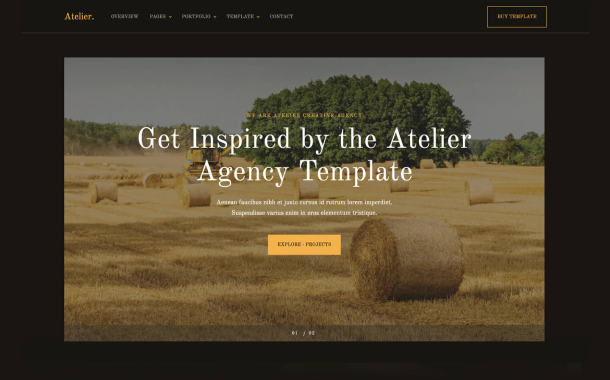 Atelier.
OVERVIEW
PAGES
PORTFOLIO
TEMPLATE
CONTACT
BUY TEMPLATE
WE ARE ATELIER CREATIVE AGENCY
Get Inspired by the Atelier
Agency Template
Aenean faucibus nibh et justo cursus id rutrum lorem imperdiet.
Suspendisse varius enim in eros elementum tristique.
EXPLORE - PROJECTS
01 / 02